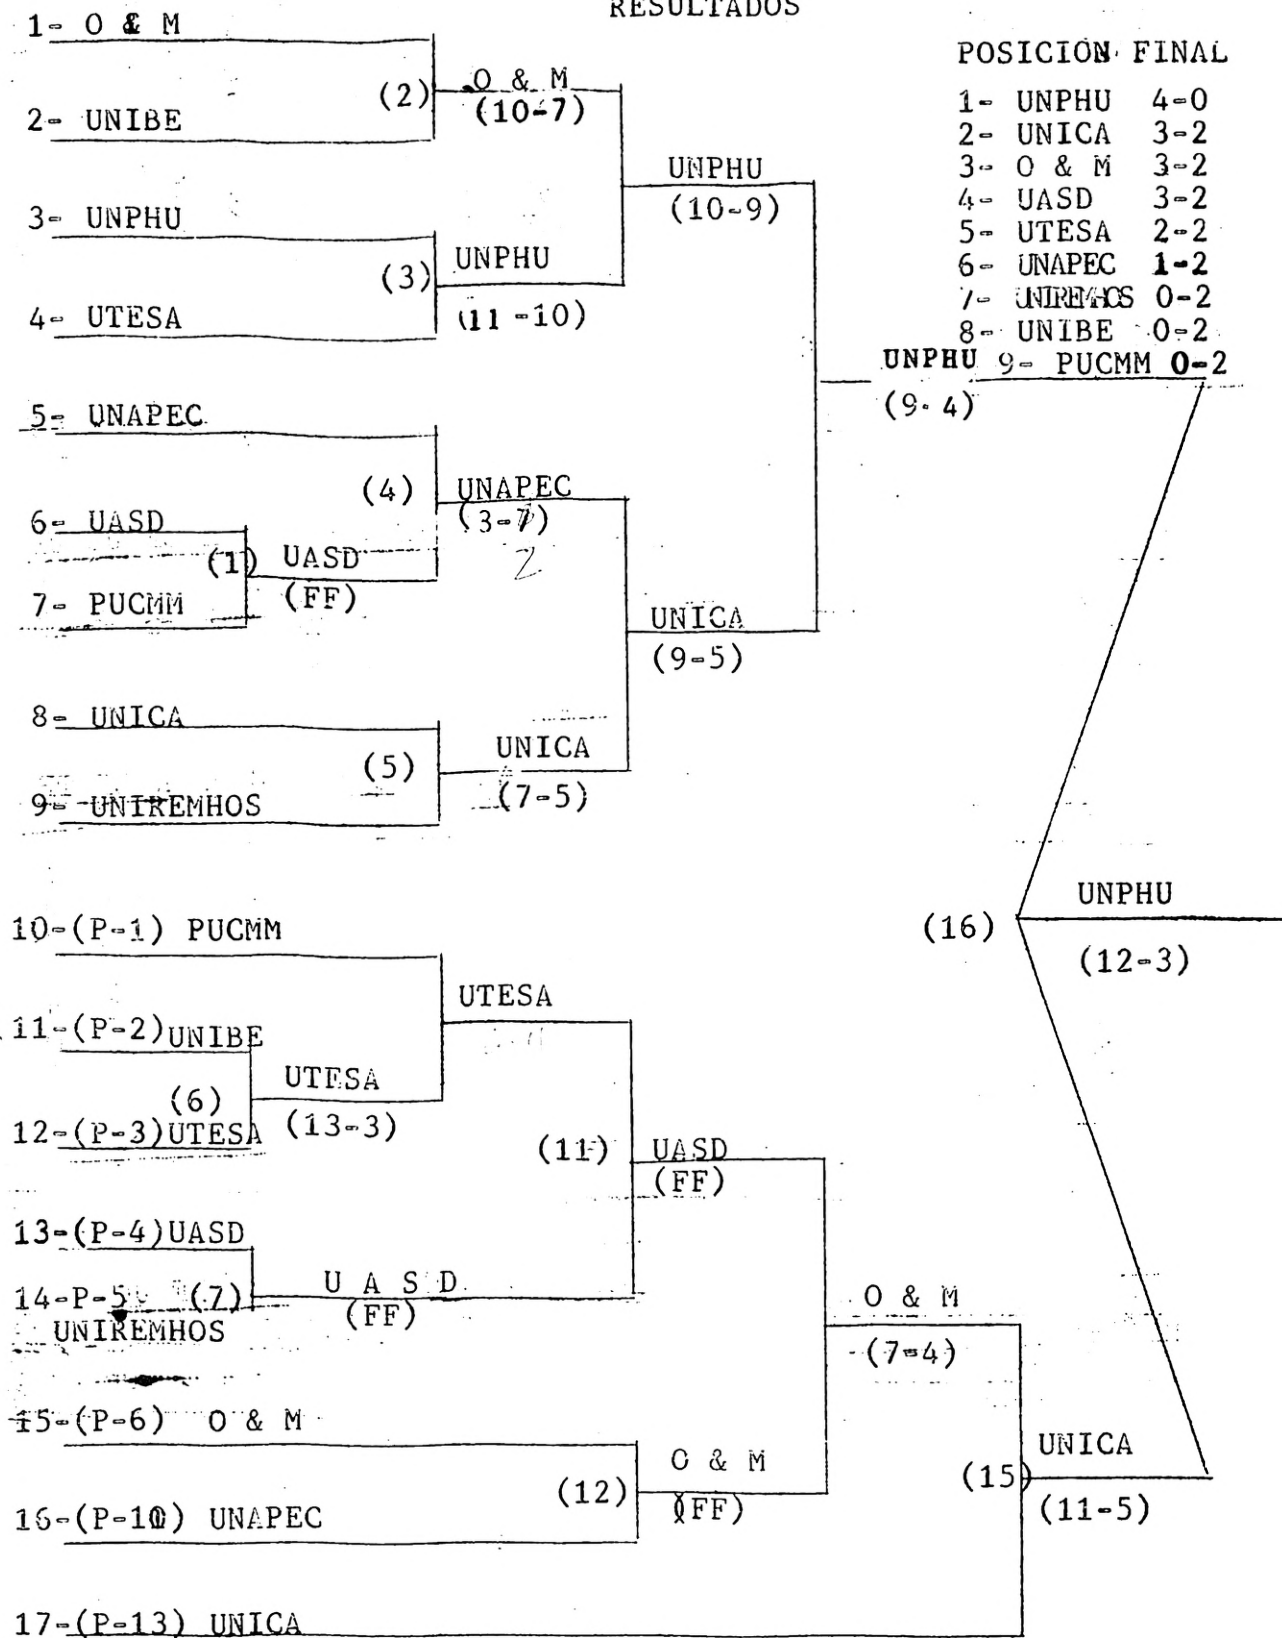 RESULTADOS
1- O & M
(2)
O & M
(10-7)
2- UNIBE
POSICION FINAL
1- UNPHU 4-0
2- UNICA 3-2
3- O & M 3-2
4- UASD 3-2
5- UTESA 2-2
6- UNAPEC 1-2
7- UNIREMHOS 0-2
8- UNIBE 0-2
9- PUCMM 0-2
UNPHU
(10-9)
3- UNPHU
(3)
UNPHU
(11-10)
4- UTESA
UNPHU
(9-4)
5- UNAPEC
(4)
UNAPEC
(3-7)
2
6- UASD
(1)
UASD
(FF)
7- PUCMM
UNICA
(9-5)
8- UNICA
(5)
UNICA
(7-5)
9- UNIREMHOS
10-(P-1) PUCMM
UTESA
11-(P-2)UNIBE
(6)
UTESA
(13-3)
12-(P-3)UTESA
(11)
UASD
(FF)
(16)
UNPHU
(12-3)
13-(P-4)UASD
14-P-5 (7)
UNIREMHOS
U A S D
(FF)
O & M
(7-4)
15-(P-6) O & M
(12)
O & M
(FF)
16-(P-10) UNAPEC
(15)
UNICA
(11-5)
17-(P-13) UNICA